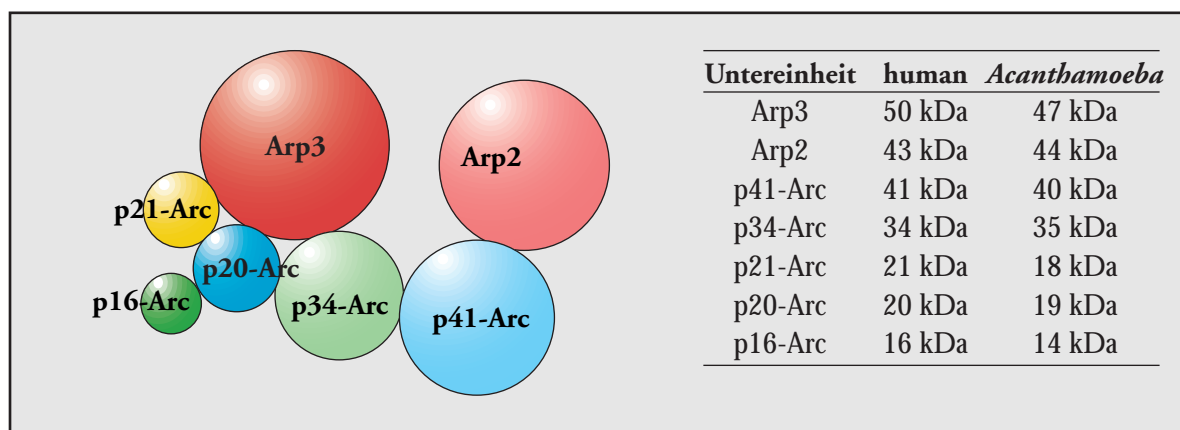 Arp3
Arp2
p21-Arc
p20-Arc
p16-Arc
p34-Arc
p41-Arc
Untereinheit human Acanthamoeba
Arp3 50 kDa 47 kDa
Arp2 43 kDa 44 kDa
p41-Arc 41 kDa 40 kDa
p34-Arc 34 kDa 35 kDa
p21-Arc 21 kDa 18 kDa
p20-Arc 20 kDa 19 kDa
p16-Arc 16 kDa 14 kDa